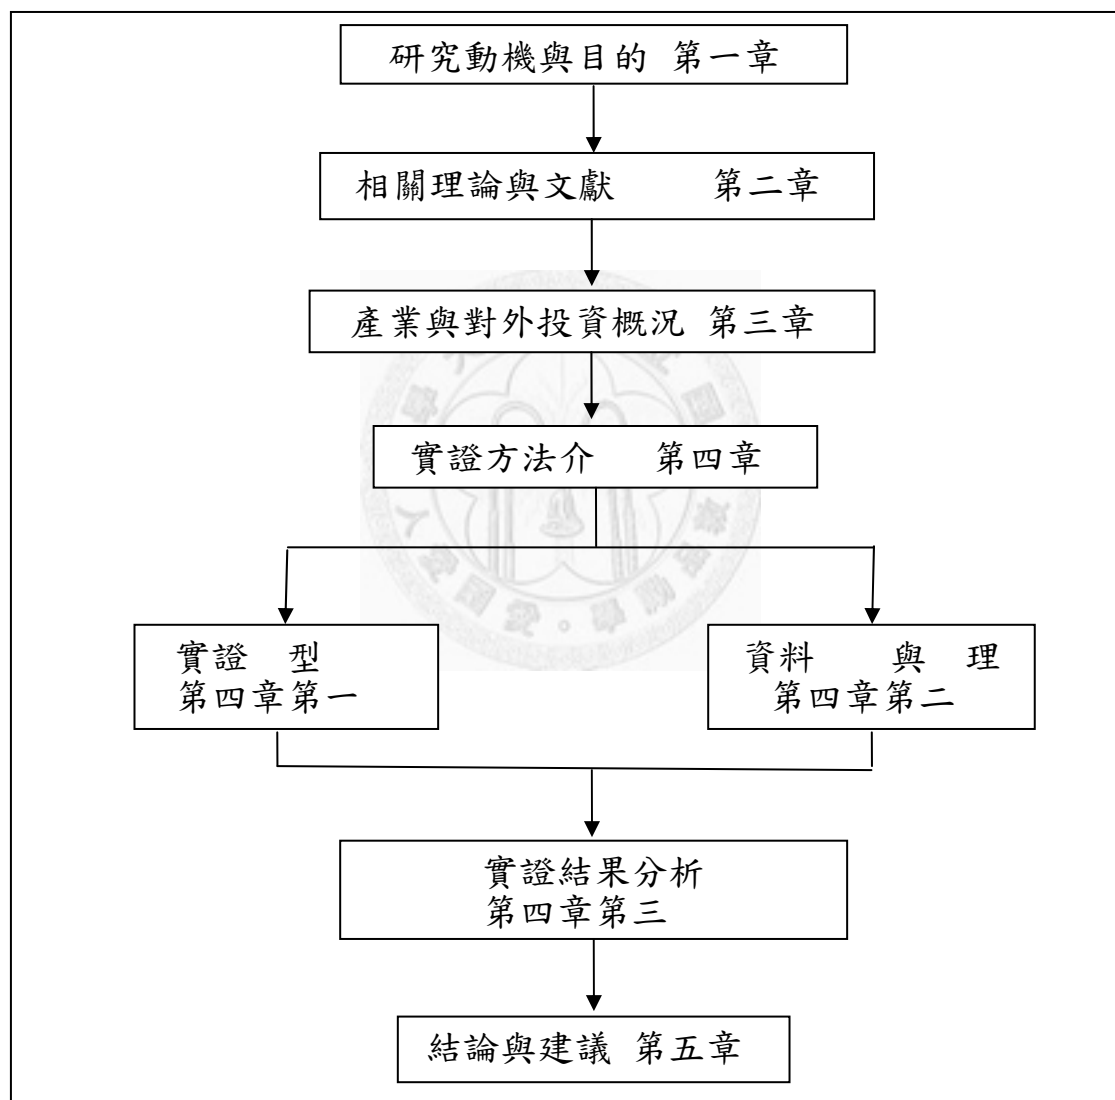 研究動機與目的 第一章
相關理論與文獻 第二章
產業與對外投資概況 第三章
實證方法介 第四章
實證 型
第四章第一
資料 與 理
第四章第二
實證結果分析
第四章第三
結論與建議 第五章